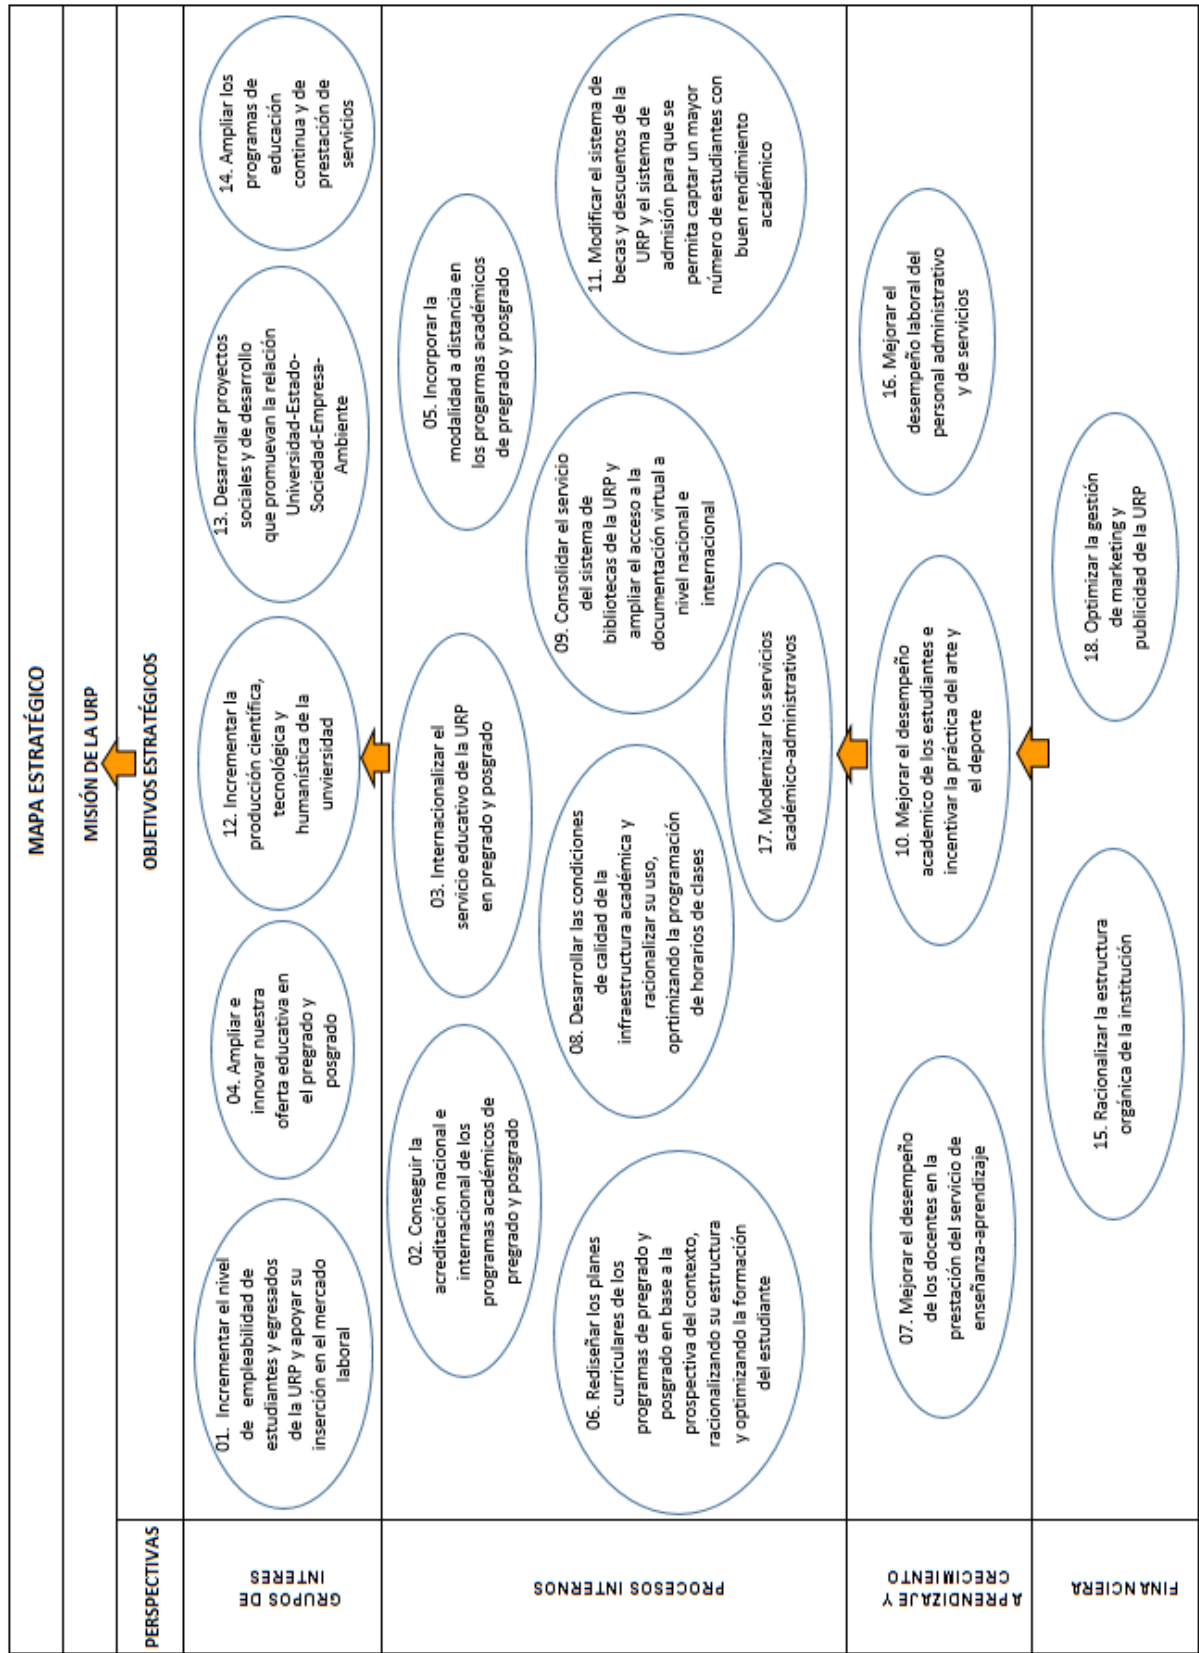 MAPA ESTRATÉGICO
MISIÓN DE LA URP
PERSPECTIVAS
OBJETIVOS ESTRATÉGICOS
GRUPOS DE
INTERES
01. Incrementar el nivel
de empleabilidad de
estudiantes y egresados
de la URP y apoyar su
inserción en el mercado
laboral
04. Ampliar e
innovar nuestra
oferta educativa en
el pregrado y
posgrado
12. Incrementar la
producción científica,
tecnológica y
humanística de la
unviersidad
13. Desarrollar proyectos
sociales y de desarrollo
que promuevan la relación
Universidad-Estado-
Sociedad-Empresa-
Ambiente
14. Ampliar los
programas de
educación
continua y de
prestación de
servicios
PROCESOS INTERNOS
02. Conseguir la
acreditación nacional e
internacional de los
programas académicos de
pregrado y posgrado
03. Internacionalizar el
servicio educativo de la URP
en pregrado y posgrado
05. Incorporar la
modalidad a distancia en
los progarmas académicos
de pregrado y posgrado
06. Rediseñar los planes
curriculares de los
programas de pregrado y
posgrado en base a la
prospectiva del contexto,
racionalizando su estructura
y optimizando la formación
del estudiante
08. Desarrollar las condiciones
de calidad de la
infraestructura académica y
racionalizar su uso,
oprtimizando la programación
de horarios de clases
09. Consolidar el servicio
del sistema de
bibliotecas de la URP y
ampliar el acceso a la
documentación virtual a
nivel nacional e
internacional
11. Modificar el sistema de
becas y descuentos de la
URP y el sistema de
admisión para que se
permita captar un mayor
número de estudiantes con
buen rendimiento
académico
17. Modernizar los servicios
académico-administrativos
APRENDIZAJE Y
CRECIMIENTO
07. Mejorar el desempeño
de los docentes en la
prestación del servicio de
enseñanza-aprendizaje
10. Mejorar el desempeño
academico de los estudiantes e
incentivar la práctica del arte y
el deporte
16. Mejorar el
desempeño laboral del
personal administrativo
y de servicios
FINANCIERA
15. Racionalizar la estructura
orgánica de la institución
18. Optimizar la gestión
de marketing y
publicidad de la URP